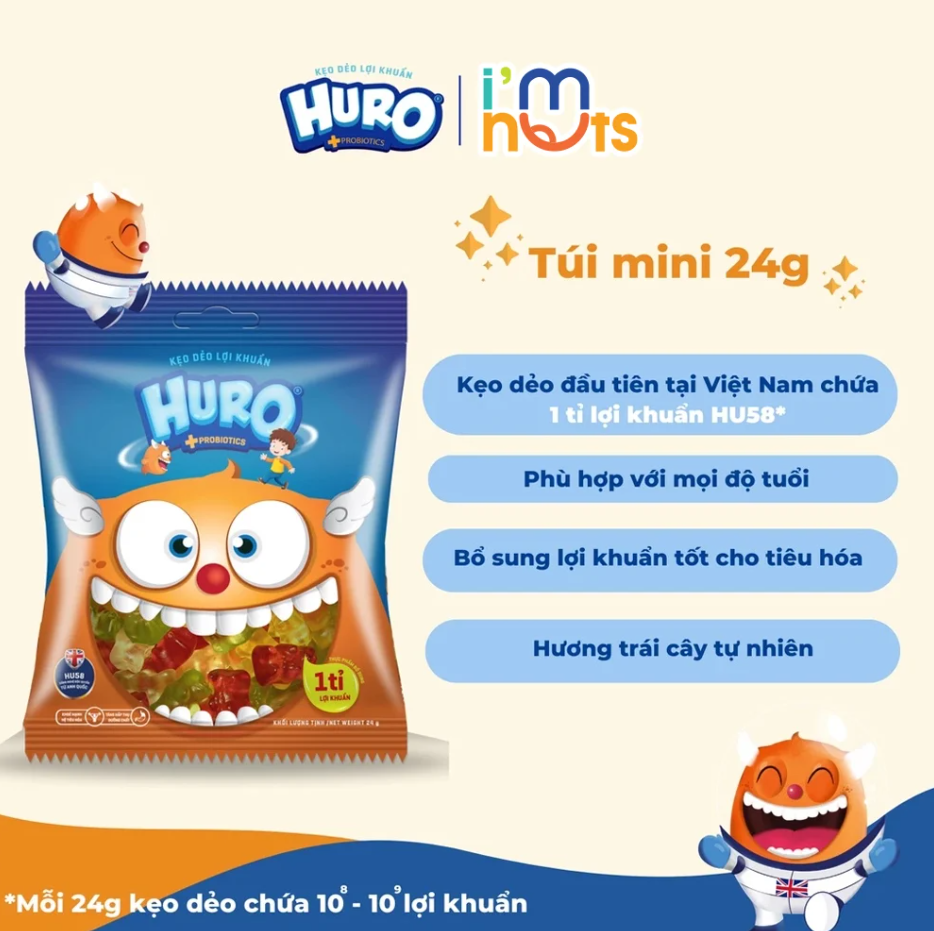 KẸO DẺO LỢI KHUẨN
HURO
+PROBIOTICS
i'm
nuts
Túi mini 24g
KẸO DẺO LỢI KHUẨN
HURO
+PROBIOTICS
Kẹo dẻo đầu tiên tại Việt Nam chứa
1 tỉ lợi khuẩn HU58*
Phù hợp với mọi độ tuổi
Bổ sung lợi khuẩn tốt cho tiêu hóa
Hương trái cây tự nhiên
HU58
TỪ ANH QUỐC
1 tỉ
LỢI KHUẨN
KHỐI LƯỢNG TỊNH /NET WEIGHT 24 g
*Mỗi 24g kẹo dẻo chứa 10⁸ - 10⁹ lợi khuẩn